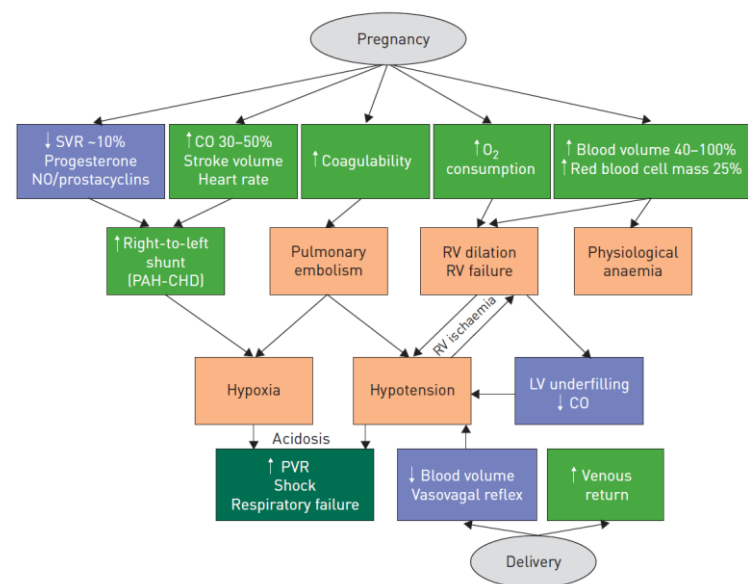 Pregnancy
↓ SVR ~10%
Progesterone
NO/prostacyclins
↑ CO 30–50%
Stroke volume
Heart rate
↑ Coagulability
↑ O₂
consumption
↑ Blood volume 40–100%
↑ Red blood cell mass 25%
↑ Right-to-left
shunt
(PAH-CHD)
Pulmonary
embolism
RV dilation
RV failure
Physiological
anaemia
RV ischaemia
Hypoxia
Hypotension
LV underfilling
↓ CO
Acidosis
↑ PVR
Shock
Respiratory failure
↓ Blood volume
Vasovagal reflex
↑ Venous
return
Delivery